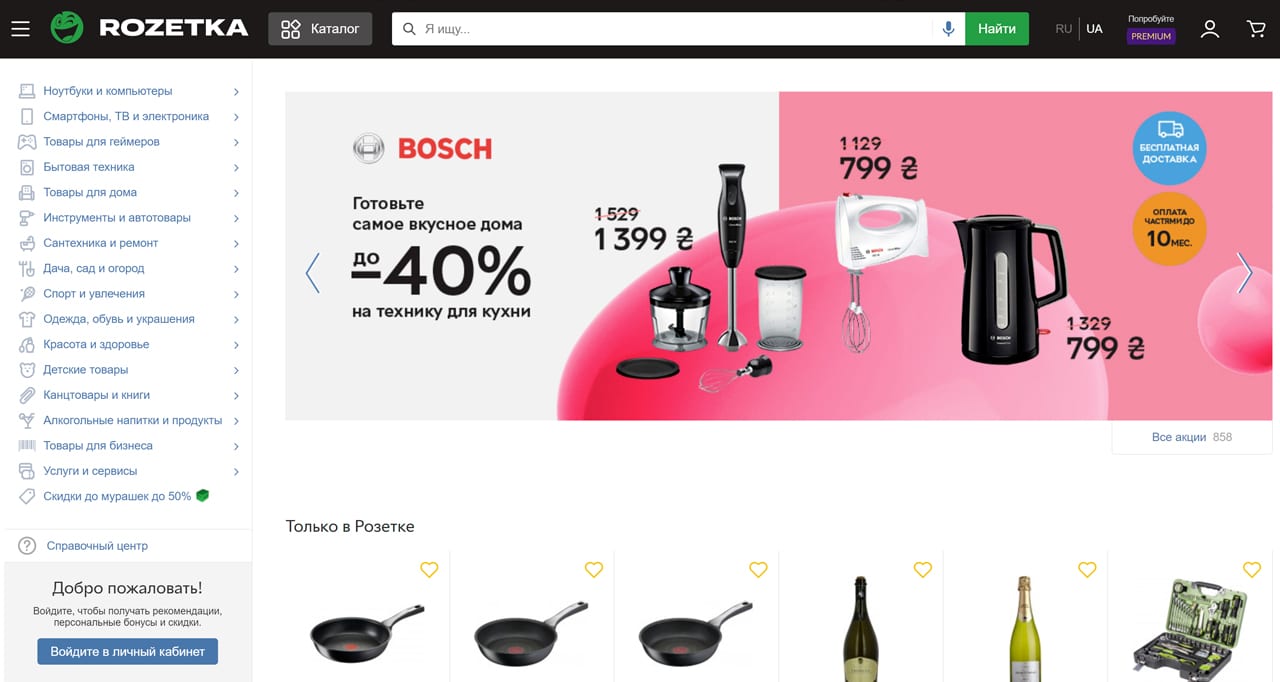 ROZETKA
Каталог
Я ищу...
Найти
RU
UA
Попробуйте
PREMIUM
Ноутбуки и компьютеры
Смартфоны, ТВ и электроника
Товары для геймеров
Бытовая техника
Товары для дома
Инструменты и автотовары
Сантехника и ремонт
Дача, сад и огород
Спорт и увлечения
Одежда, обувь и украшения
Красота и здоровье
Детские товары
Канцтовары и книги
Алкогольные напитки и продукты
Товары для бизнеса
Услуги и сервисы
Скидки до мурашек до 50%
Справочный центр
Добро пожаловать!
Войдите, чтобы получать рекомендации,
персональные бонусы и скидки.
Войдите в личный кабинет
BOSCH
Готовьте
самое вкусное дома
до
–40%
на технику для кухни
1 529
1 399 ₴
1 129
799 ₴
1 329
799 ₴
БЕСПЛАТНАЯ
ДОСТАВКА
ОПЛАТА
ЧАСТЯМИ ДО
10 МЕС.
BOSCH
BOSCH
BOSCH
Все акции 858
Только в Розетке